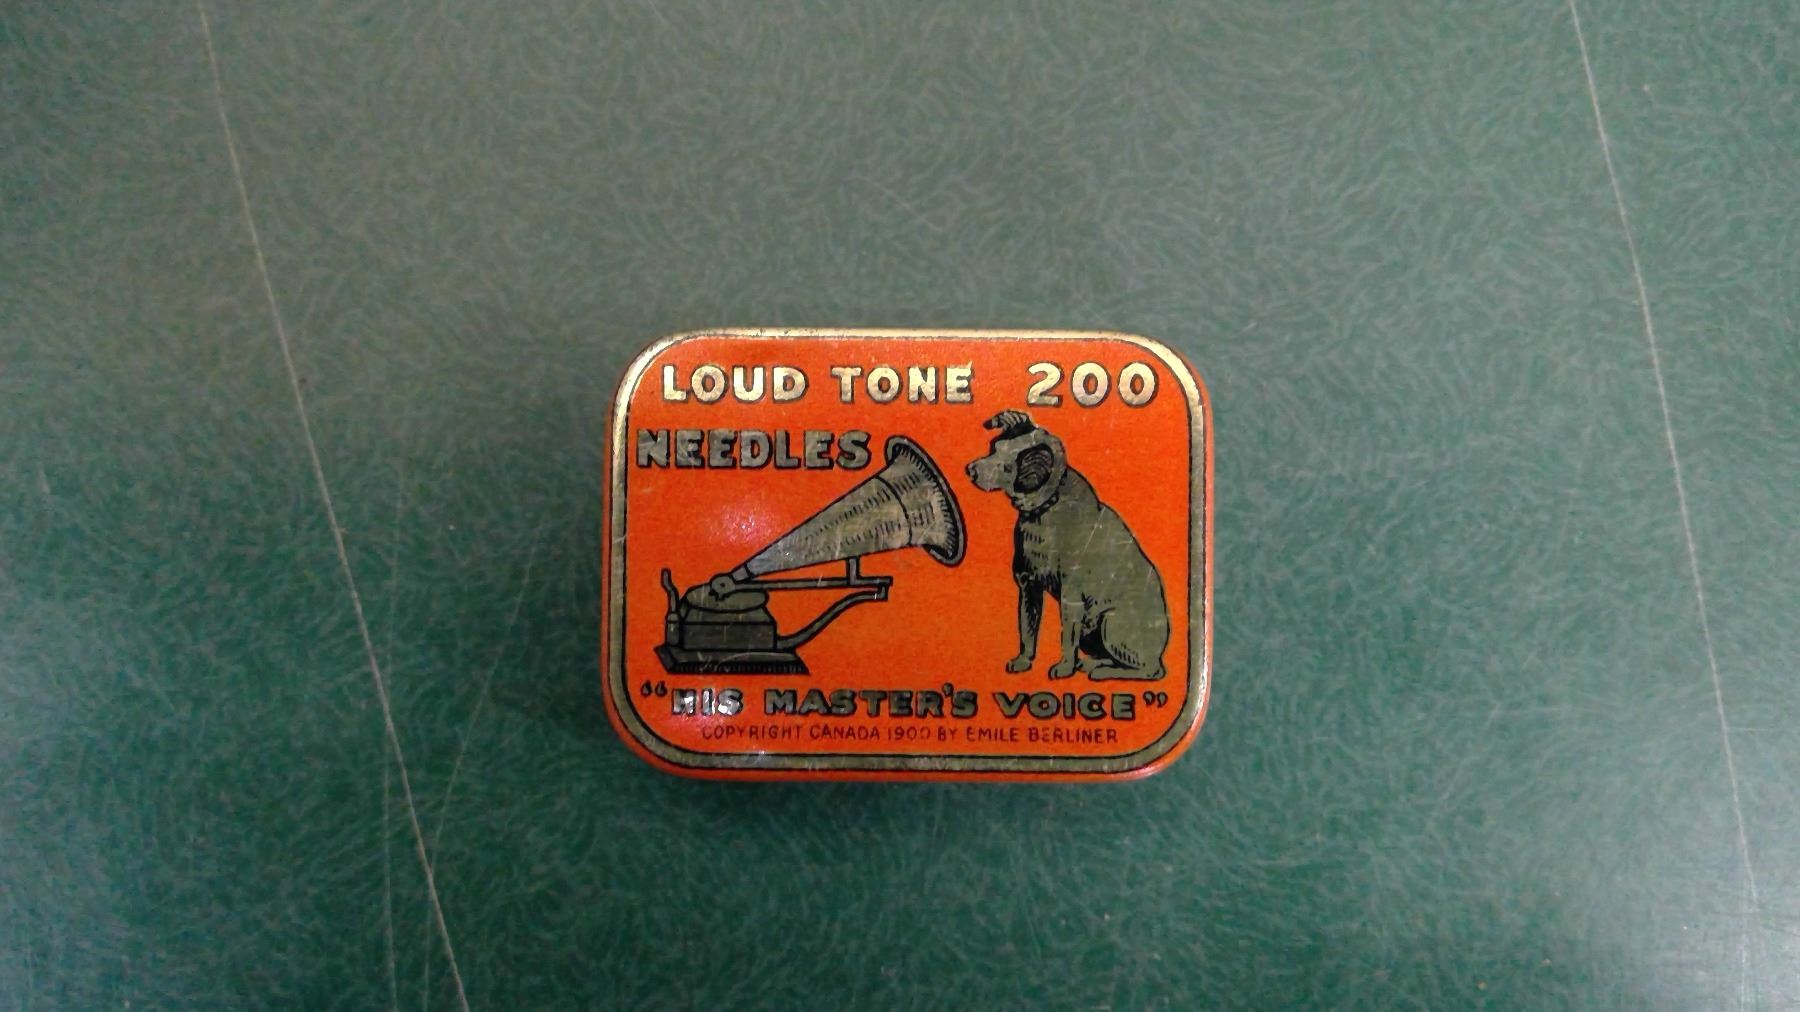 LOUD TONE 200
NEEDLES
“HIS MASTER'S VOICE”
COPYRIGHT CANADA 1900 BY EMILE BERLINER